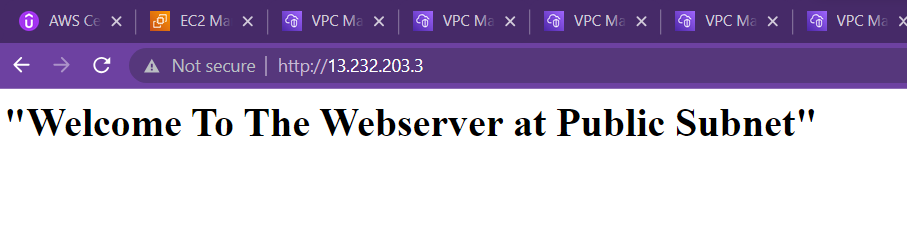 AWS Ce
EC2 Ma
VPC Ma
VPC Ma
VPC Ma
VPC Ma
VPC Ma
Not secure | http://13.232.203.3
"Welcome To The Webserver at Public Subnet"